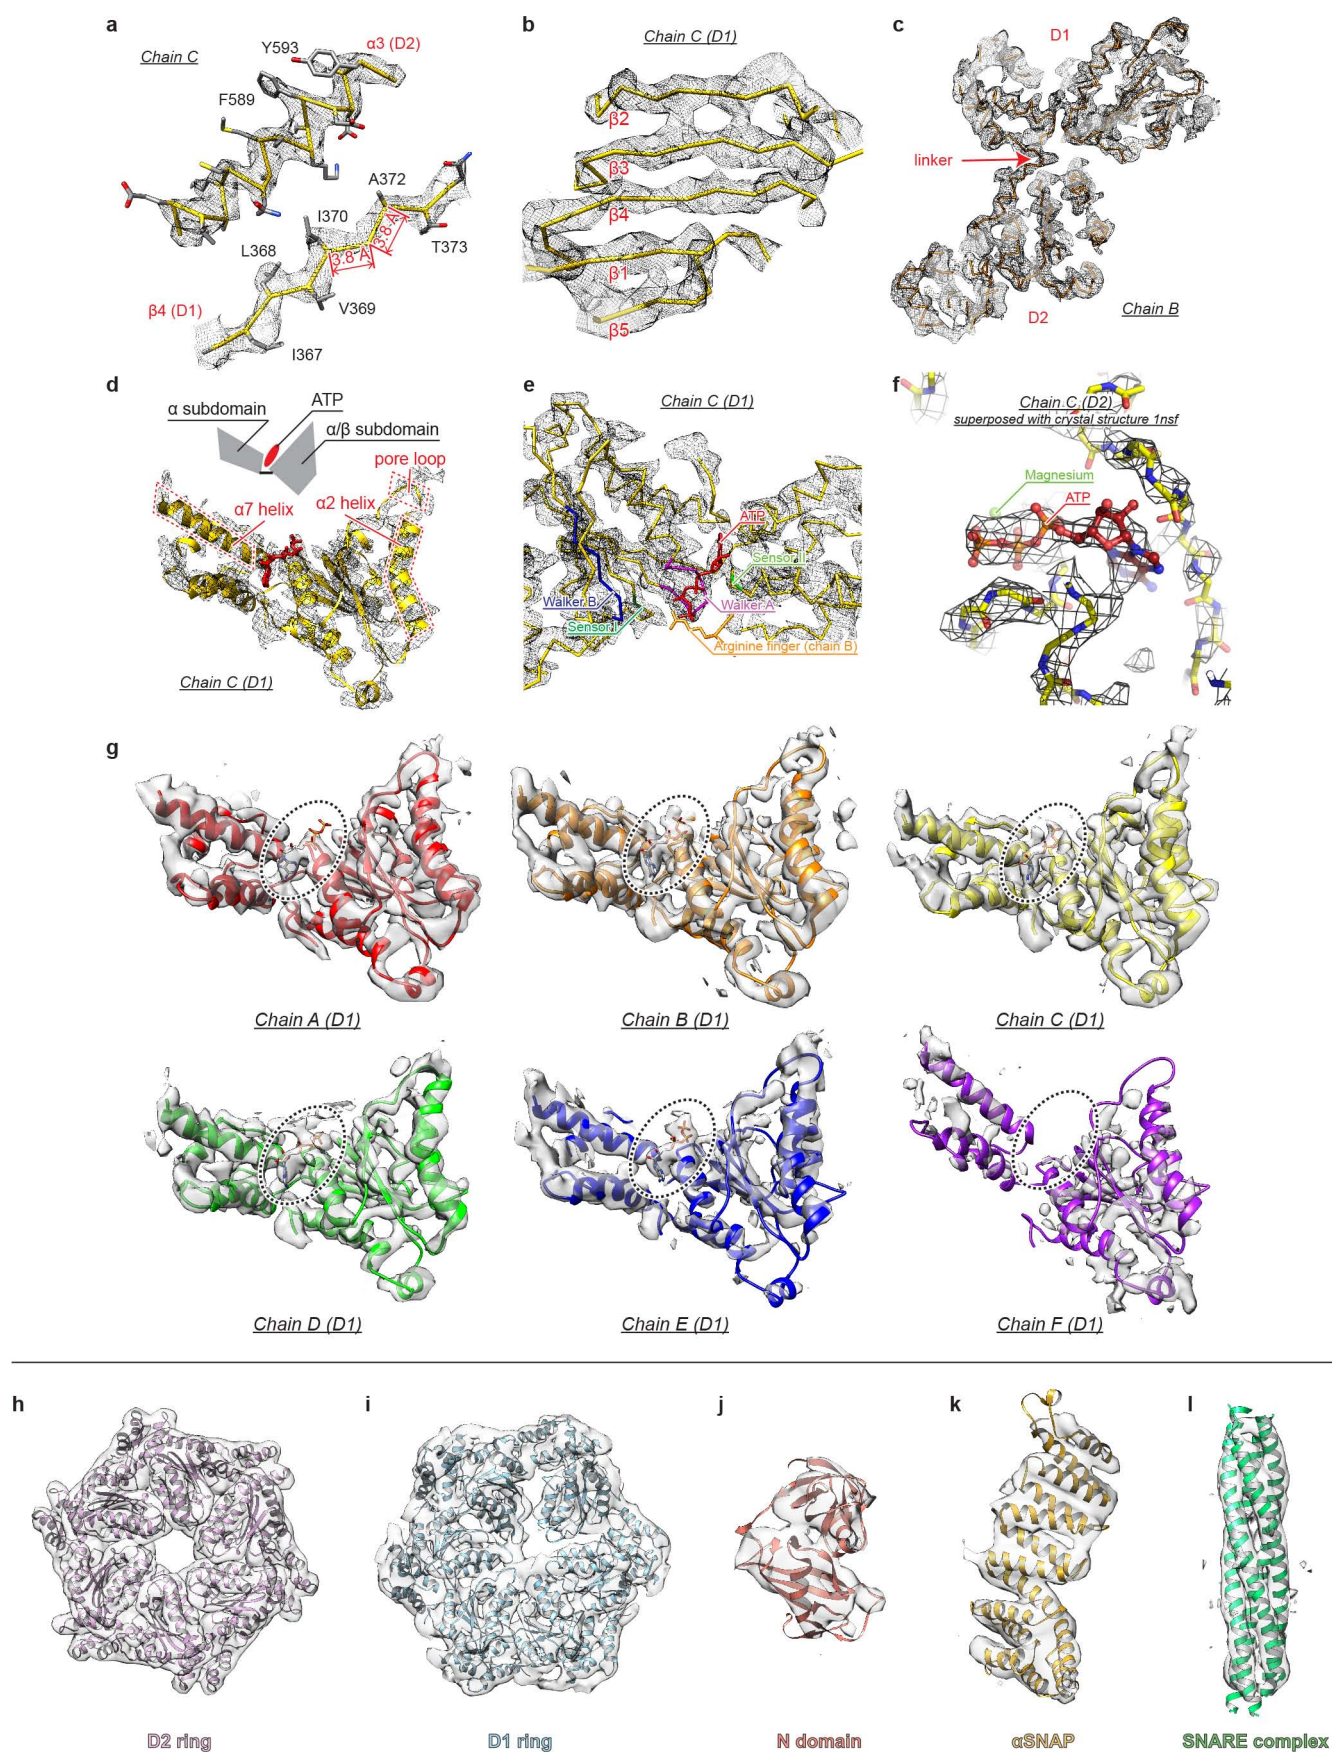 a
Chain C
Y593
α3 (D2)
F589
A372
I370
3.8 Å
3.8 Å
L368
T373
β4 (D1)
V369
I367
b
Chain C (D1)
β2
β3
β4
β1
β5
c
D1
linker
D2
Chain B
d
α subdomain
ATP
α/β subdomain
pore loop
α7 helix
α2 helix
Chain C (D1)
e
Chain C (D1)
ATP
Sensor II
Walker B
Walker A
Sensor I
Arginine finger (chain B)
f
Chain C (D2)
superposed with crystal structure 1nsf
Magnesium
ATP
g
Chain A (D1)
Chain B (D1)
Chain C (D1)
Chain D (D1)
Chain E (D1)
Chain F (D1)
h
i
j
k
l
D2 ring
D1 ring
N domain
αSNAP
SNARE complex